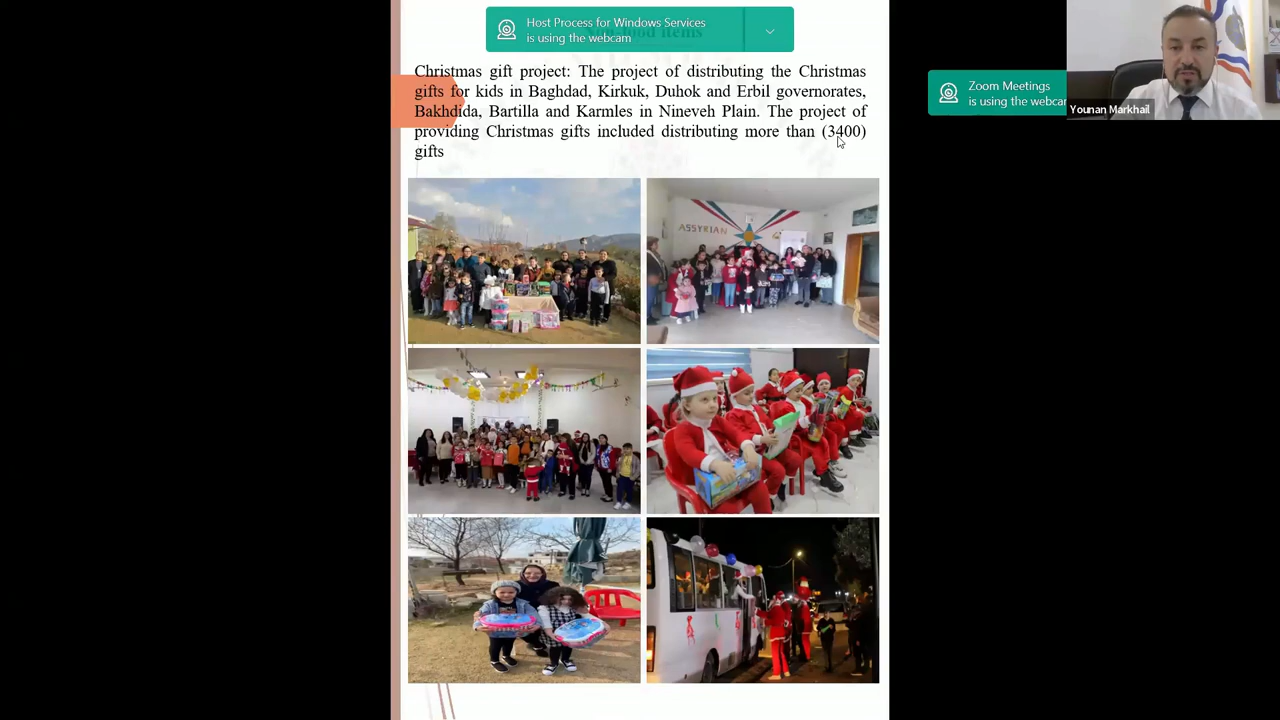 Host Process for Windows Services
is using the webcam
Christmas gift project: The project of distributing the Christmas
gifts for kids in Baghdad, Kirkuk, Duhok and Erbil governorates,
Bakhdida, Bartilla and Karmles in Nineveh Plain. The project of
providing Christmas gifts included distributing more than (3400)
gifts
Zoom Meetings
is using the webcam
Younan Markhail
ASSYRIAN